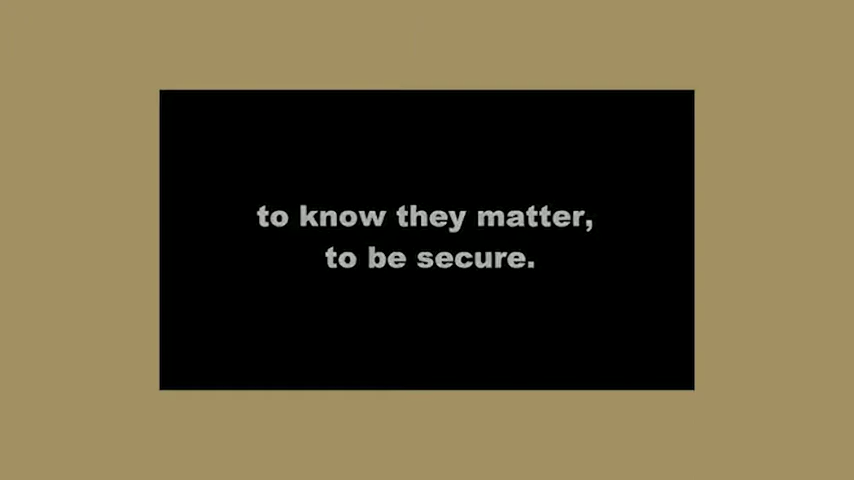 to know they matter,
to be secure.